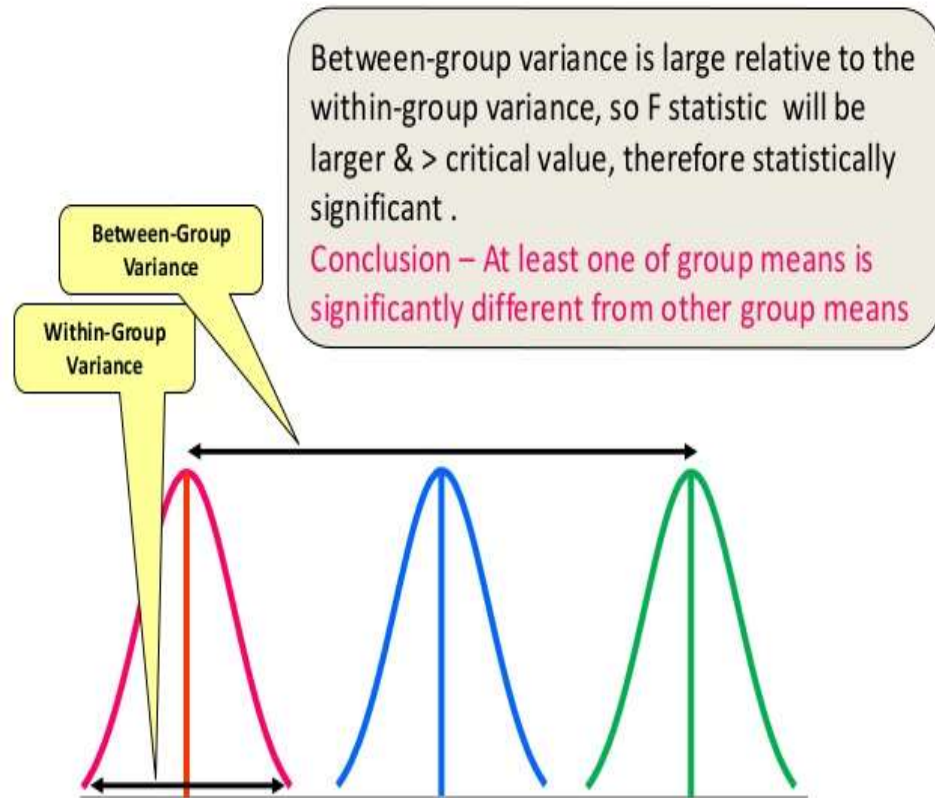 Between-group variance is large relative to the
within-group variance, so F statistic will be
larger & > critical value, therefore statistically
significant .
Conclusion – At least one of group means is
significantly different from other group means
Between-Group
Variance
Within-Group
Variance